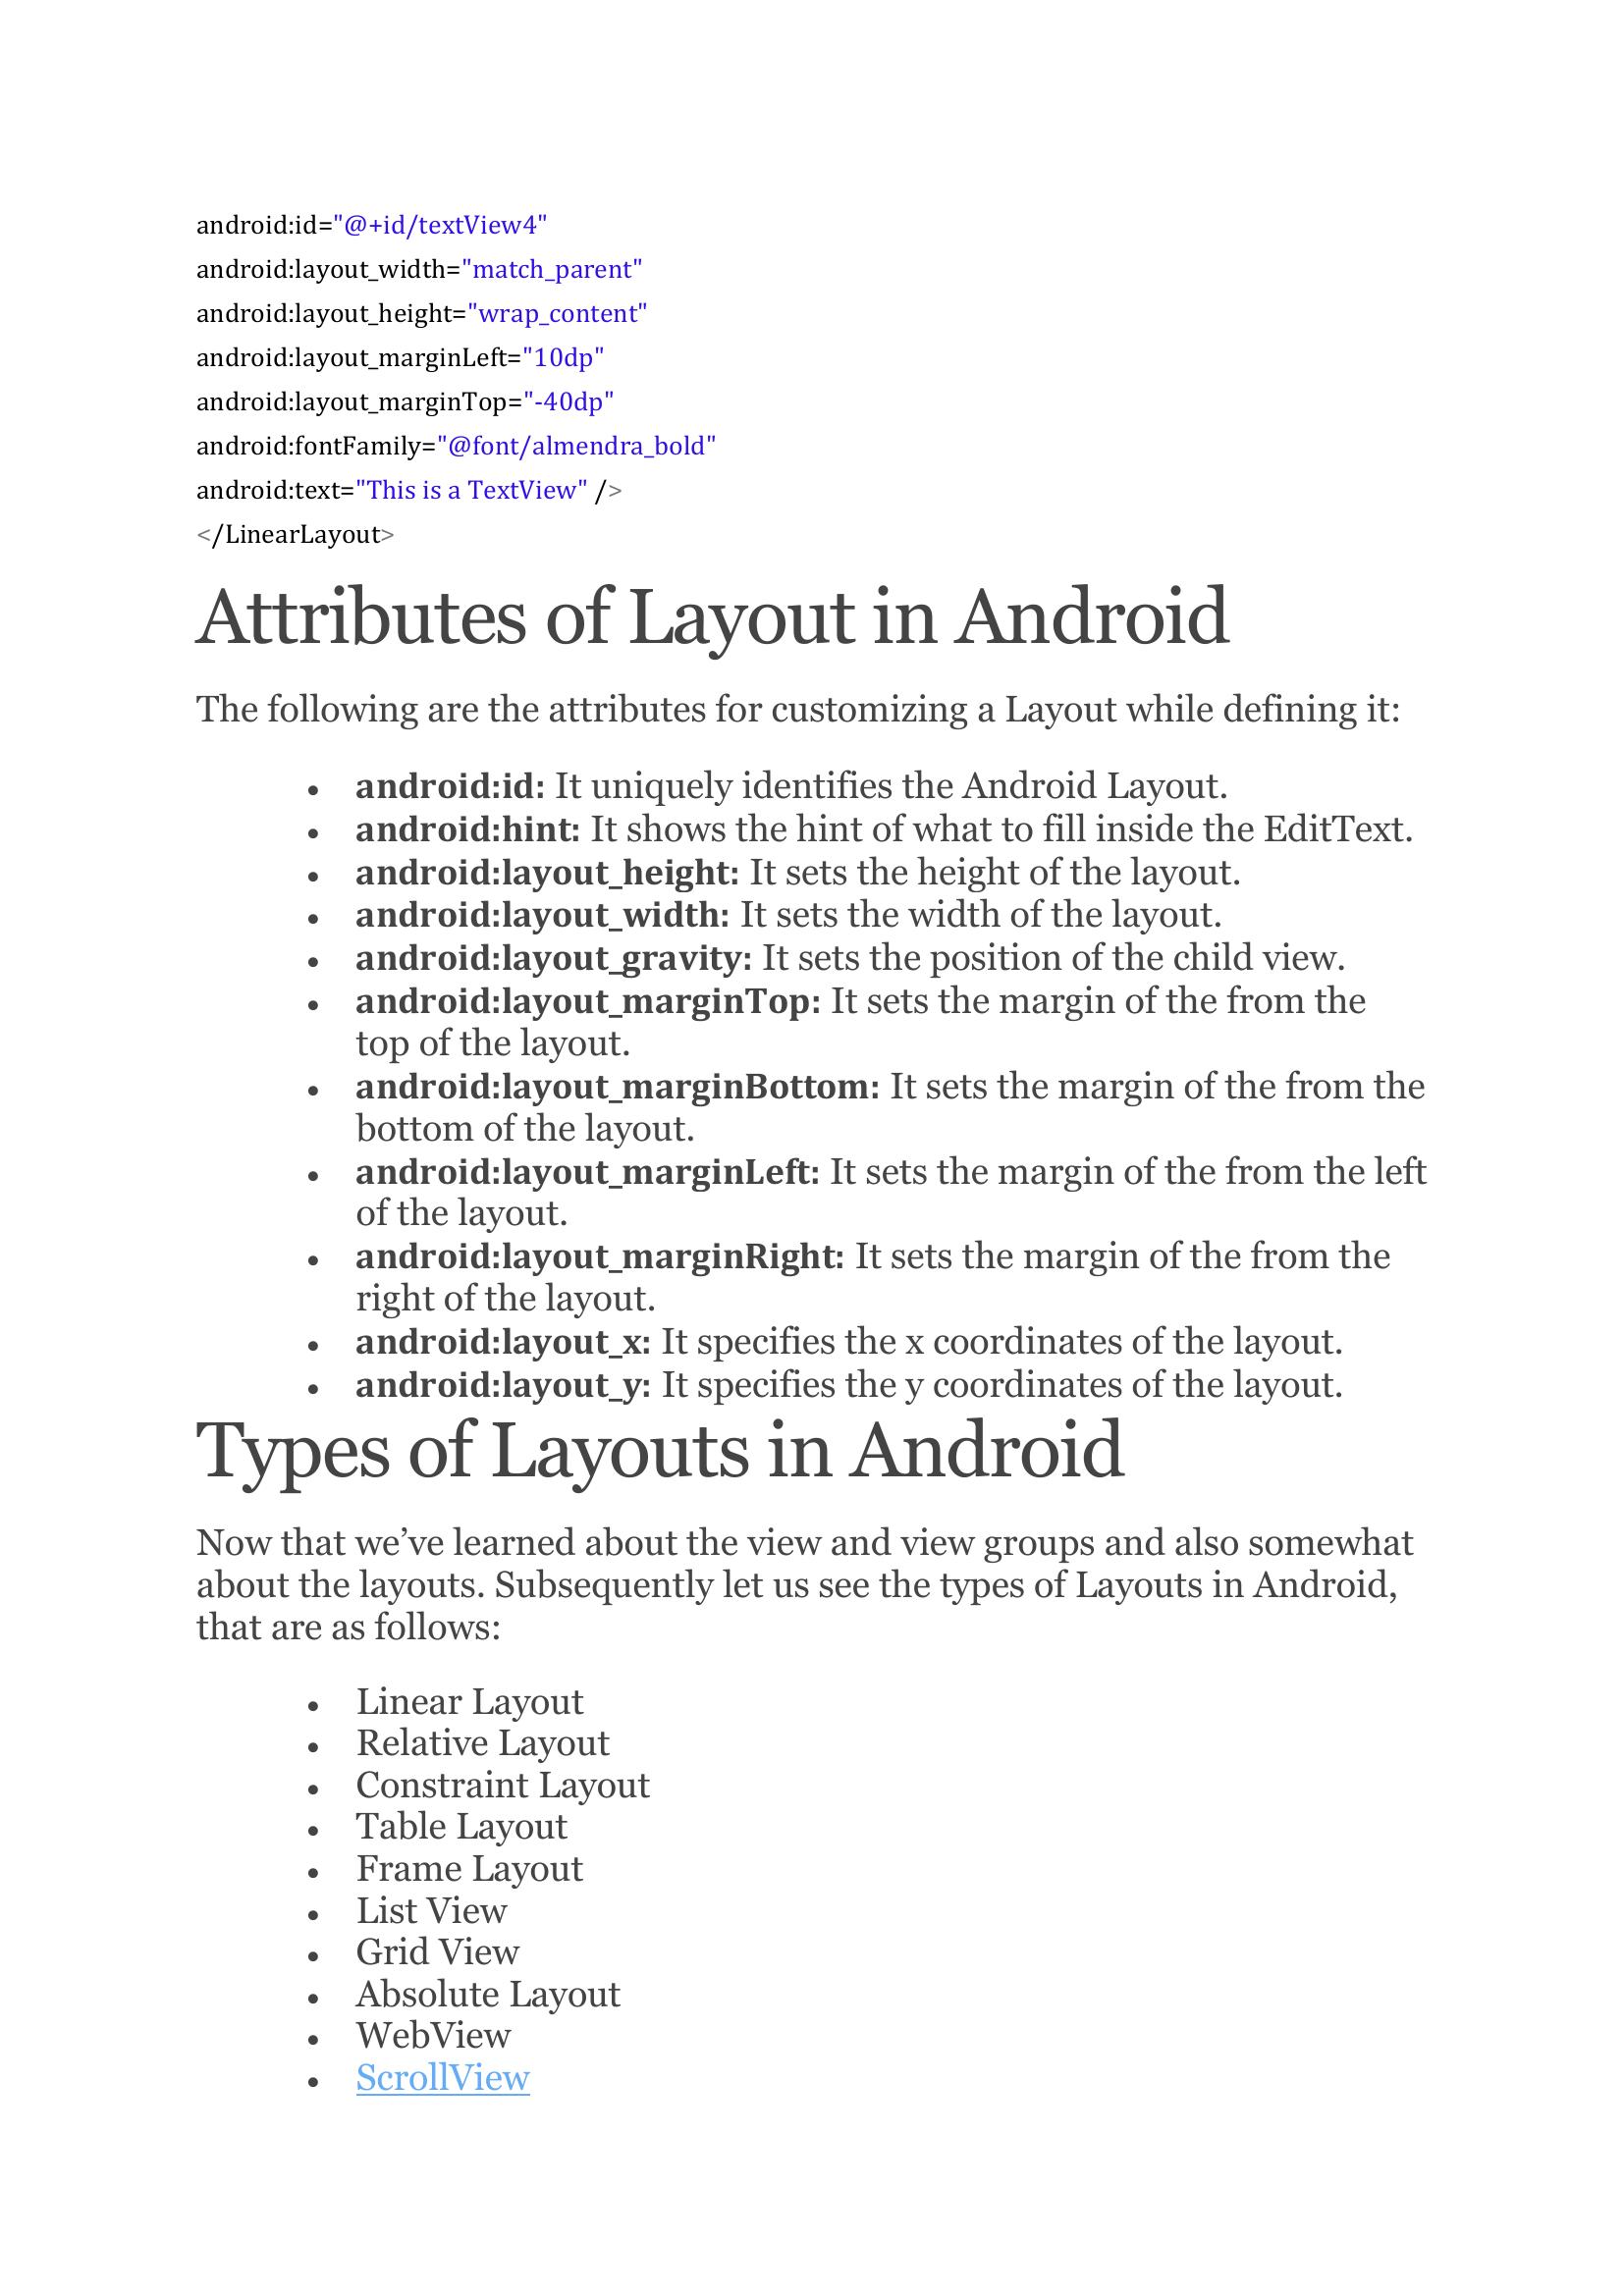 android:id="@+id/textView4"
android:layout_width="match_parent"
android:layout_height="wrap_content"
android:layout_marginLeft="10dp"
android:layout_marginTop="-40dp"
android:fontFamily="@font/almendra_bold"
android:text="This is a TextView" />
</LinearLayout>
Attributes of Layout in Android
The following are the attributes for customizing a Layout while defining it:
• android:id: It uniquely identifies the Android Layout.
• android:hint: It shows the hint of what to fill inside the EditText.
• android:layout_height: It sets the height of the layout.
• android:layout_width: It sets the width of the layout.
• android:layout_gravity: It sets the position of the child view.
• android:layout_marginTop: It sets the margin of the from the
top of the layout.
• android:layout_marginBottom: It sets the margin of the from the
bottom of the layout.
• android:layout_marginLeft: It sets the margin of the from the left
of the layout.
• android:layout_marginRight: It sets the margin of the from the
right of the layout.
• android:layout_x: It specifies the x coordinates of the layout.
• android:layout_y: It specifies the y coordinates of the layout.
Types of Layouts in Android
Now that we’ve learned about the view and view groups and also somewhat
about the layouts. Subsequently let us see the types of Layouts in Android,
that are as follows:
• Linear Layout
• Relative Layout
• Constraint Layout
• Table Layout
• Frame Layout
• List View
• Grid View
• Absolute Layout
• WebView
• ScrollView